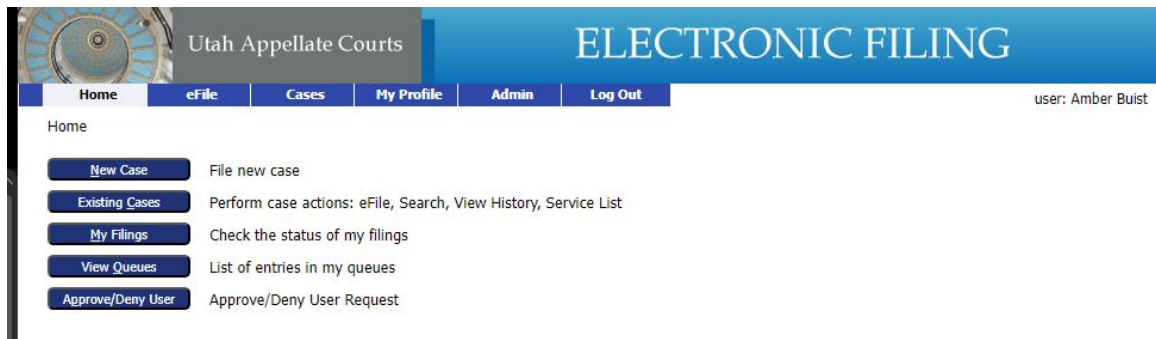 Utah Appellate Courts
ELECTRONIC FILING
Home eFile Cases My Profile Admin Log Out
user: Amber Buist
Home
New Case File new case
Existing Cases Perform case actions: eFile, Search, View History, Service List
My Filings Check the status of my filings
View Queues List of entries in my queues
Approve/Deny User Approve/Deny User Request